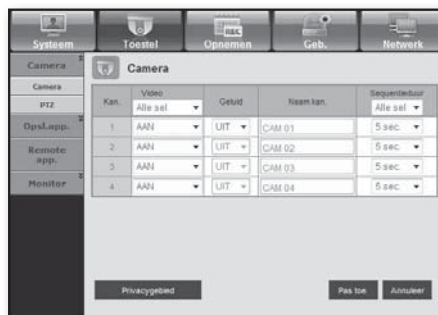 Systeem Toestel Opnemen Geb. Netwerk
Camera
Camera
PTZ
Opsl.app.
Remote app.
Monitor
Camera
Kan. Video Geluid Naam kan. Sequentieduur
Alle sel Alle sel
1 AAN UIT CAM 01 5 sec.
2 AAN UIT CAM 02 5 sec.
3 AAN UIT CAM 03 5 sec.
4 AAN UIT CAM 04 5 sec.
Privacygebied Pas toe Annuleer